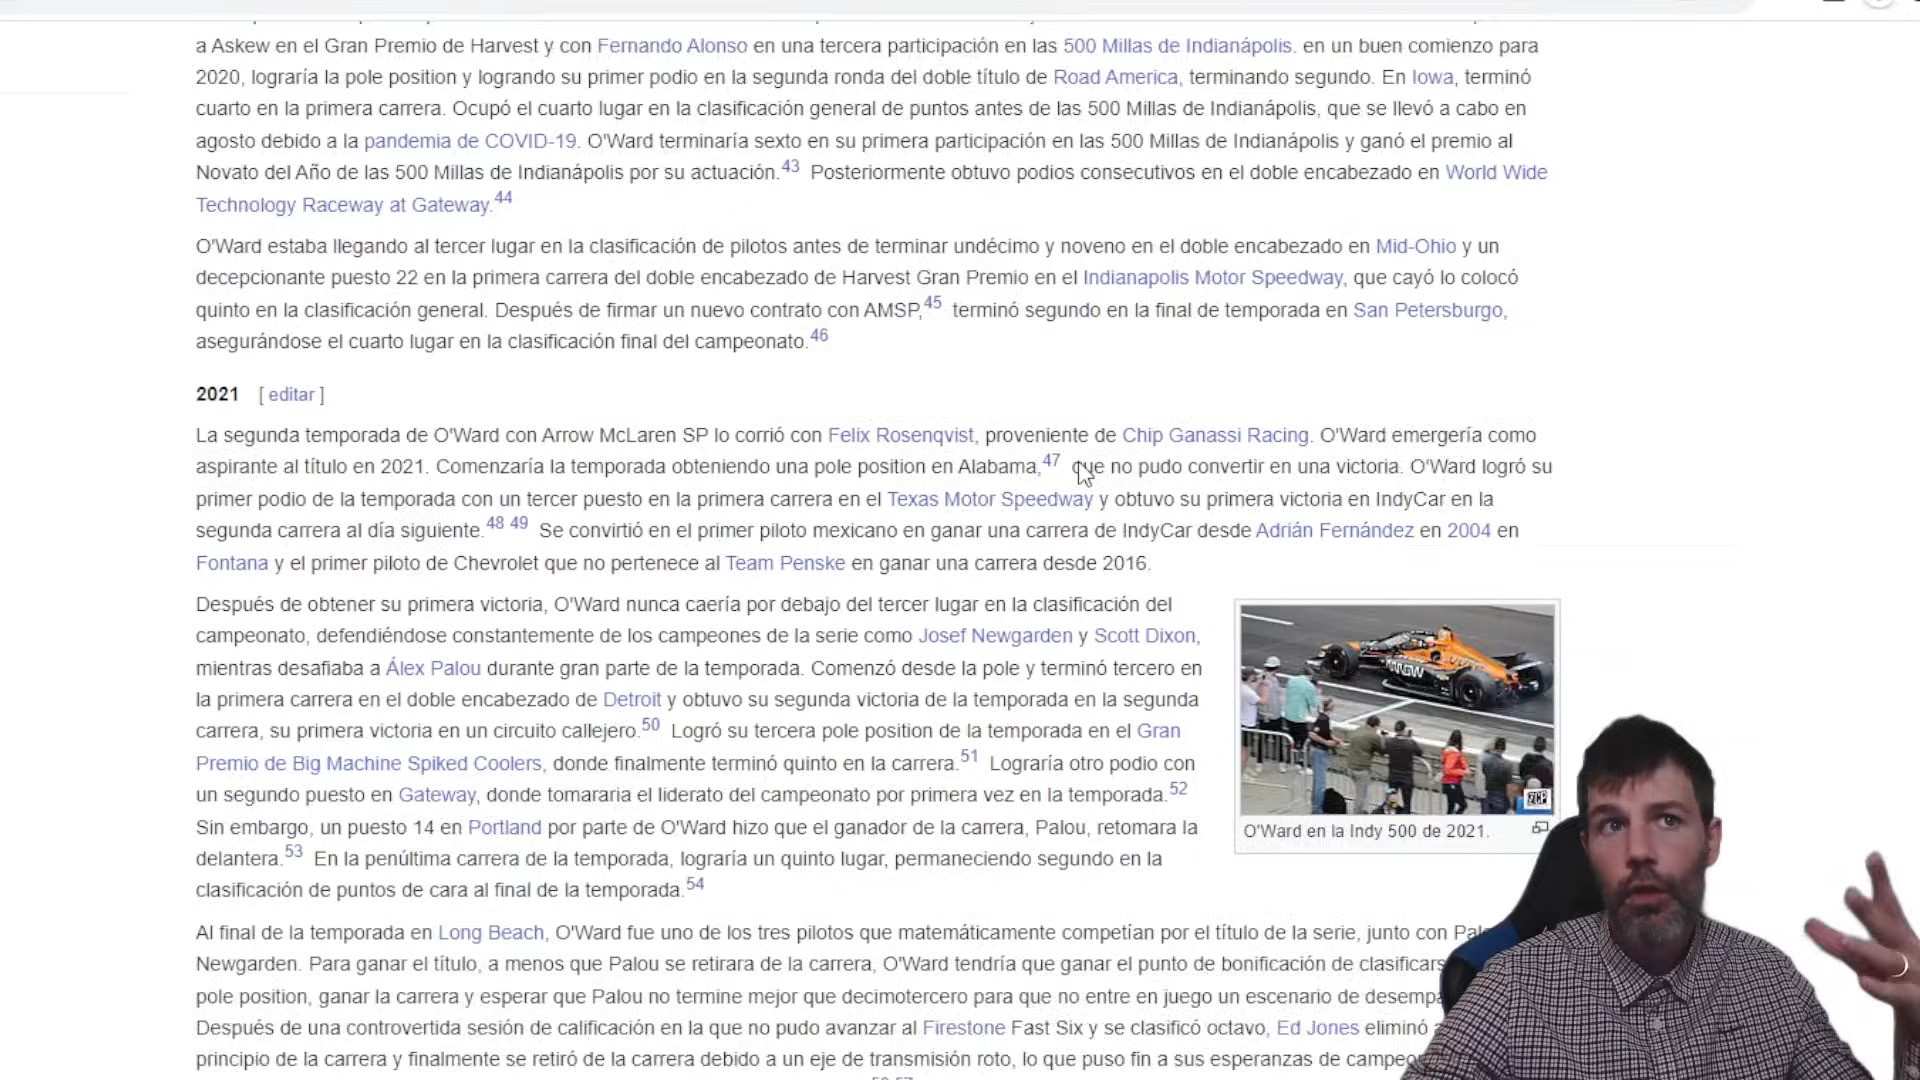 a Askew en el Gran Premio de Harvest y con Fernando Alonso en una tercera participación en las 500 Millas de Indianápolis. en un buen comienzo para
2020, lograría la pole position y logrando su primer podio en la segunda ronda del doble título de Road America, terminando segundo. En Iowa, terminó
cuarto en la primera carrera. Ocupó el cuarto lugar en la clasificación general de puntos antes de las 500 Millas de Indianápolis, que se llevó a cabo en
agosto debido a la pandemia de COVID-19. O'Ward terminaría sexto en su primera participación en las 500 Millas de Indianápolis y ganó el premio al
Novato del Año de las 500 Millas de Indianápolis por su actuación.43 Posteriormente obtuvo podios consecutivos en el doble encabezado en World Wide
Technology Raceway at Gateway.44
O'Ward estaba llegando al tercer lugar en la clasificación de pilotos antes de terminar undécimo y noveno en el doble encabezado en Mid-Ohio y un
decepcionante puesto 22 en la primera carrera del doble encabezado de Harvest Gran Premio en el Indianapolis Motor Speedway, que cayó lo colocó
quinto en la clasificación general. Después de firmar un nuevo contrato con AMSP,45 terminó segundo en la final de temporada en San Petersburgo,
asegurándose el cuarto lugar en la clasificación final del campeonato.46
2021 [ editar ]
La segunda temporada de O'Ward con Arrow McLaren SP lo corrió con Felix Rosenqvist, proveniente de Chip Ganassi Racing. O'Ward emergería como
aspirante al título en 2021. Comenzaría la temporada obteniendo una pole position en Alabama,47 que no pudo convertir en una victoria. O'Ward logró su
primer podio de la temporada con un tercer puesto en la primera carrera en el Texas Motor Speedway y obtuvo su primera victoria en IndyCar en la
segunda carrera al día siguiente.48 49 Se convirtió en el primer piloto mexicano en ganar una carrera de IndyCar desde Adrián Fernández en 2004 en
Fontana y el primer piloto de Chevrolet que no pertenece al Team Penske en ganar una carrera desde 2016.
Después de obtener su primera victoria, O'Ward nunca caería por debajo del tercer lugar en la clasificación del
campeonato, defendiéndose constantemente de los campeones de la serie como Josef Newgarden y Scott Dixon,
mientras desafiaba a Álex Palou durante gran parte de la temporada. Comenzó desde la pole y terminó tercero en
la primera carrera en el doble encabezado de Detroit y obtuvo su segunda victoria de la temporada en la segunda
carrera, su primera victoria en un circuito callejero.50 Logró su tercera pole position de la temporada en el Gran
Premio de Big Machine Spiked Coolers, donde finalmente terminó quinto en la carrera.51 Lograría otro podio con
un segundo puesto en Gateway, donde tomararia el liderato del campeonato por primera vez en la temporada.52
Sin embargo, un puesto 14 en Portland por parte de O'Ward hizo que el ganador de la carrera, Palou, retomara la
delantera.53 En la penúltima carrera de la temporada, lograría un quinto lugar, permaneciendo segundo en la
clasificación de puntos de cara al final de la temporada.54
ARROW
ZCP
O'Ward en la Indy 500 de 2021.
Al final de la temporada en Long Beach, O'Ward fue uno de los tres pilotos que matemáticamente competían por el título de la serie, junto con
Newgarden. Para ganar el título, a menos que Palou se retirara de la carrera, O'Ward tendría que ganar el punto de bonificación de
pole position, ganar la carrera y esperar que Palou no termine mejor que decimotercero para que no entre en juego un escenario de
Después de una controvertida sesión de calificación en la que no pudo avanzar al Firestone Fast Six y se clasificó octavo, Ed Jones eliminó
principio de la carrera y finalmente se retiró de la carrera debido a un eje de transmisión roto, lo que puso fin a sus esperanzas de